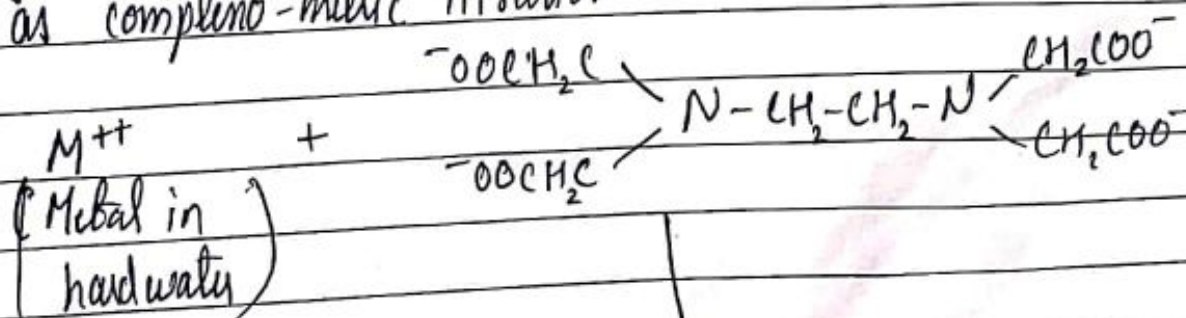 as complexo-metric
⁻OOCH₂C CH₂COO⁻
M⁺⁺ + N-CH₂-CH₂-N
⁻OOCH₂C CH₂COO⁻
(Metal in
hardwaty)